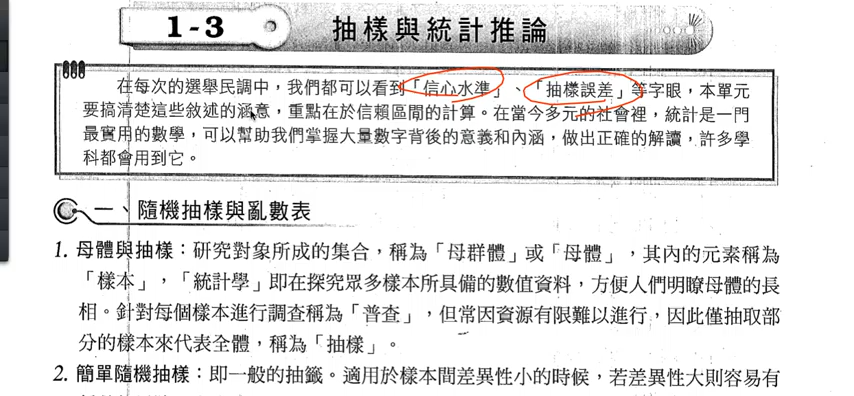 1-3 抽樣與統計推論
在每次的選舉民調中，我們都可以看到「信心水準」、「抽樣誤差」等字眼，本單元
要搞清楚這些敘述的涵意，重點在於信賴區間的計算。在當今多元的社會裡，統計是一門
最實用的數學，可以幫助我們掌握大量數字背後的意義和內涵，做出正確的解讀，許多學
科都會用到它。
一、隨機抽樣與亂數表
1. 母體與抽樣：研究對象所成的集合，稱為「母群體」或「母體」，其內的元素稱為
「樣本」，「統計學」即在探究眾多樣本所具備的數值資料，方便人們明瞭母體的長
相。針對每個樣本進行調查稱為「普查」，但常因資源有限難以進行，因此僅抽取部
分的樣本來代表全體，稱為「抽樣」。
2. 簡單隨機抽樣：即一般的抽籤。適用於樣本間差異性小的時候，若差異性大則容易有